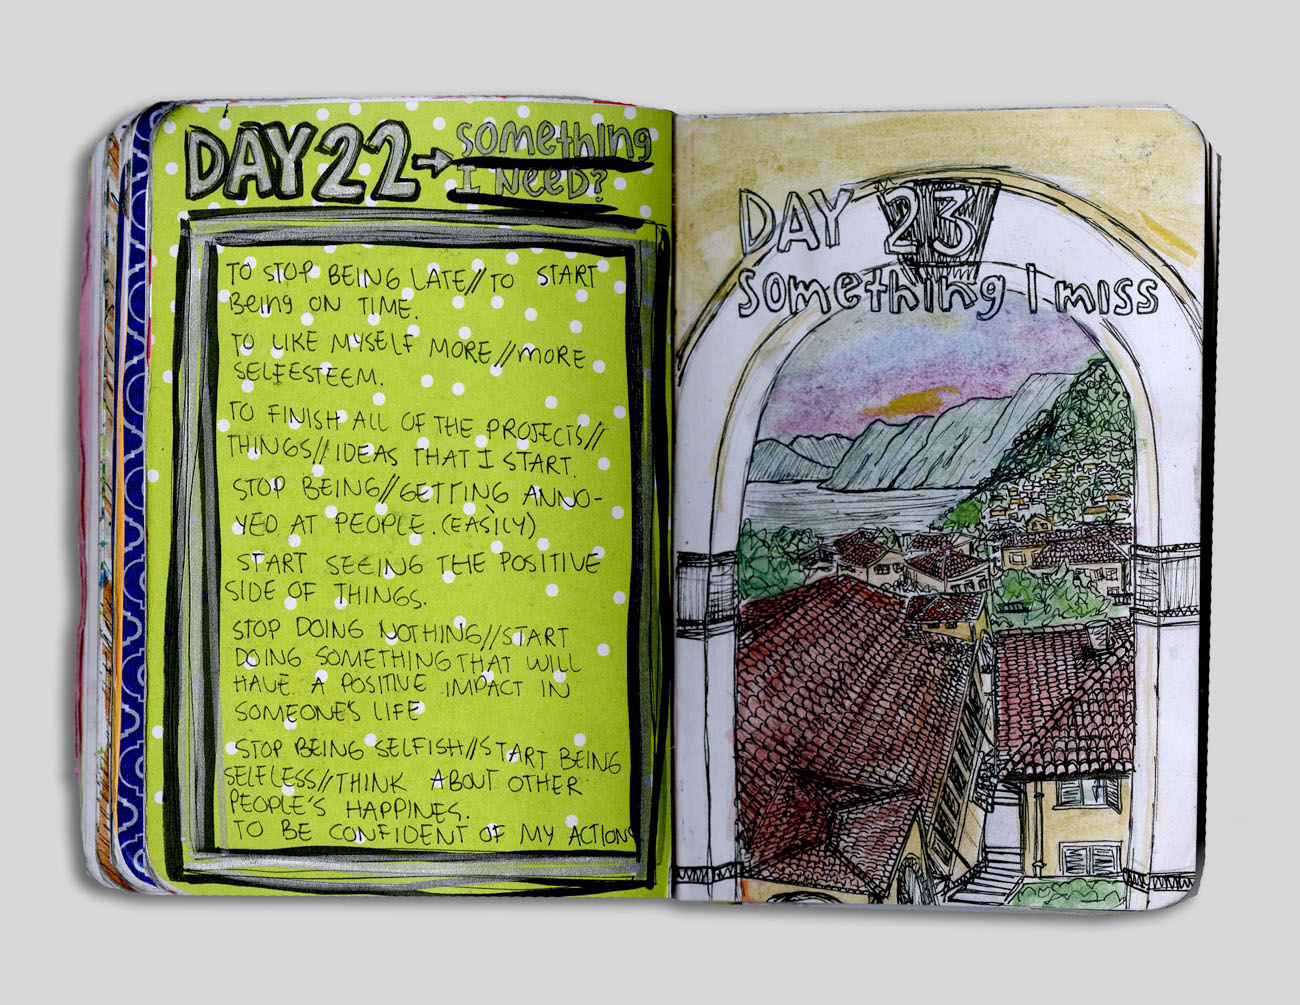 DAY 22 → something
I NEED?
TO STOP BEING LATE//TO START
BEING ON TIME.
TO LIKE MYSELF MORE//MORE
SELFESTEEM.
TO FINISH ALL OF THE PROJECTS//
THINGS//IDEAS THAT I START.
STOP BEING//GETTING ANNO-
YED AT PEOPLE. (EASILY)
START SEEING THE POSITIVE
SIDE OF THINGS.
STOP DOING NOTHING//START
DOING SOMETHING THAT WILL
HAVE A POSITIVE IMPACT IN
SOMEONE'S LIFE
STOP BEING SELFISH//START BEING
SELFLESS//THINK ABOUT OTHER
PEOPLE'S HAPPINES.
TO BE CONFIDENT OF MY ACTIONS
DAY 23
something I miss